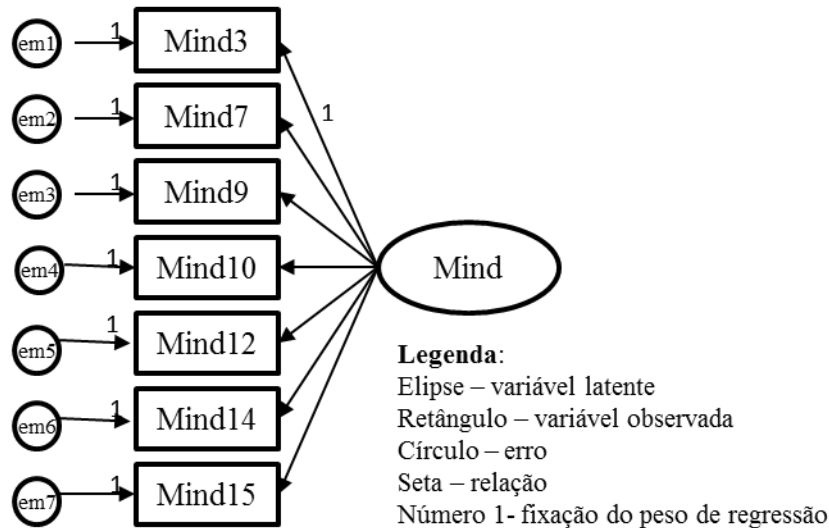 em1 1 Mind3
1
em2 1 Mind7
em3 1 Mind9
em4 1 Mind10
Mind
em5 1 Mind12
em6 1 Mind14
em7 1 Mind15
Legenda:
Elipse – variável latente
Retângulo – variável observada
Círculo – erro
Seta – relação
Número 1- fixação do peso de regressão